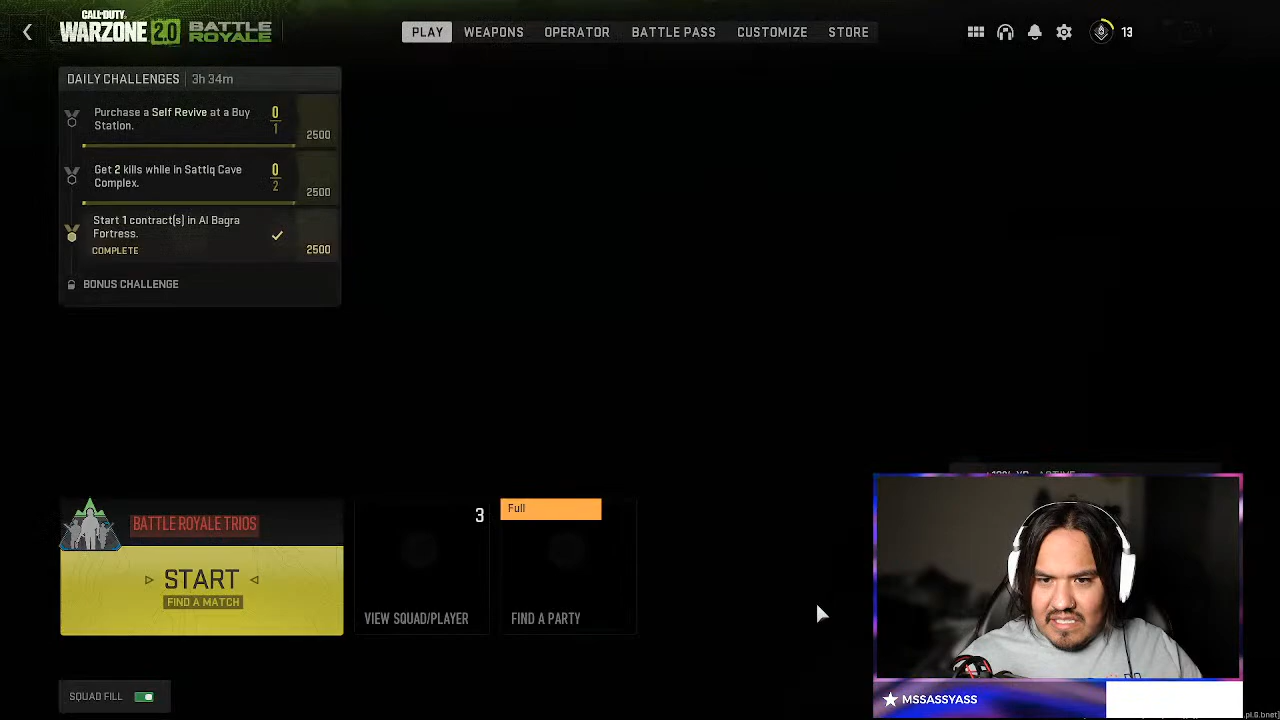 CALL OF DUTY
WARZONE 2.0 BATTLE ROYALE
PLAY
WEAPONS
OPERATOR
BATTLE PASS
CUSTOMIZE
STORE
13
DAILY CHALLENGES 3h 34m
Purchase a Self Revive at a Buy
Station.
0
1
2500
Get 2 kills while in Sattiq Cave
Complex.
0
2
2500
Start 1 contract(s) in Al Bagra
Fortress.
COMPLETE
2500
BONUS CHALLENGE
BATTLE ROYALE TRIOS
START
FIND A MATCH
3
VIEW SQUAD/PLAYER
Full
FIND A PARTY
SQUAD FILL
MSSASSYASS